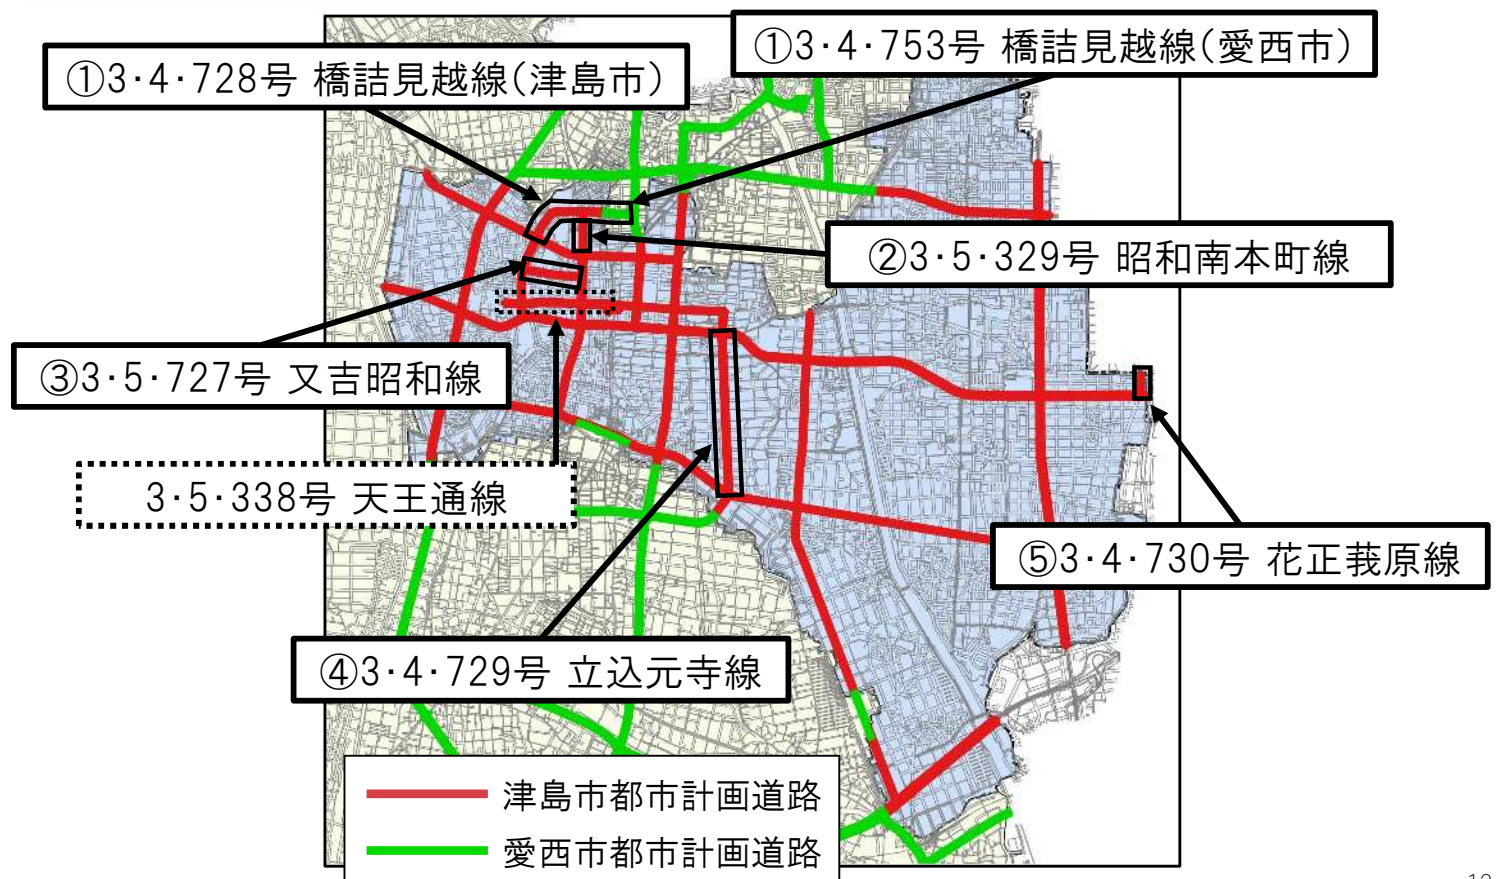 ①3・4・753号 橋詰見越線(愛西市)
①3・4・728号 橋詰見越線(津島市)
②3・5・329号 昭和南本町線
③3・5・727号 又吉昭和線
3・5・338号 天王通線
⑤3・4・730号 花正莪原線
④3・4・729号 立込元寺線
津島市都市計画道路
愛西市都市計画道路